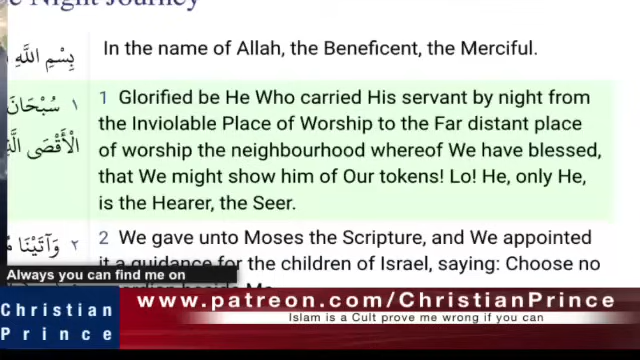 e Night Journey
بِسْمِ اللَّهِ
In the name of Allah, the Beneficent, the Merciful.
١ سُبْحَانَ
1 Glorified be He Who carried His servant by night from
the Inviolable Place of Worship to the Far distant place
الْأَقْصَى
of worship the neighbourhood whereof We have blessed,
that We might show him of Our tokens! Lo! He, only He,
is the Hearer, the Seer.
٢ وَآتَيْنَا
2 We gave unto Moses the Scripture, and We appointed
it a guidance for the children of Israel, saying: Choose no
Always you can find me on
Christian
Prince
www.patreon.com/ChristianPrince
Islam is a Cult prove me wrong if you can